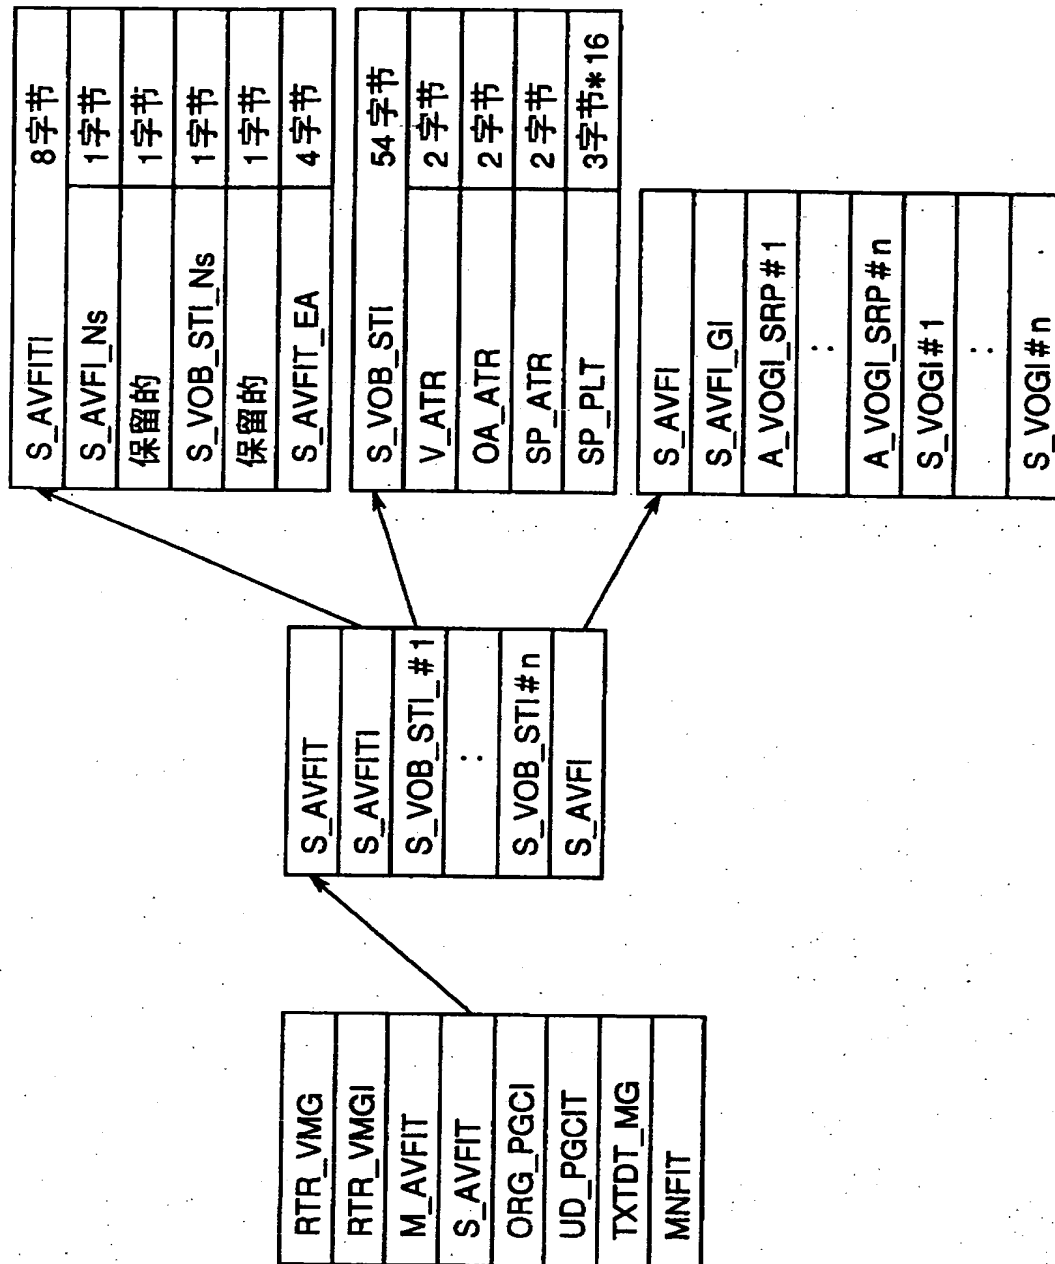 RTR_VMG
RTR_VMGI
M_AVFIT
S_AVFIT
ORG_PGCI
UD_PGCIT
TXTDT_MG
MNFIT
S_AVFIT
S_AVFITI
S_VOB_STI_#1
:
S_VOB_STI#n
S_AVFI
S_AVFITI 8字节
S_AVFI_Ns 1字节
保留的 1字节
S_VOB_STI_Ns 1字节
保留的 1字节
S_AVFIT_EA 4字节
S_VOB_STI 54字节
V_ATR 2字节
OA_ATR 2字节
SP_ATR 2字节
SP_PLT 3字节*16
S_AVFI
S_AVFI_GI
A_VOGI_SRP#1
:
A_VOGI_SRP#n
S_VOGI#1
:
S_VOGI#n